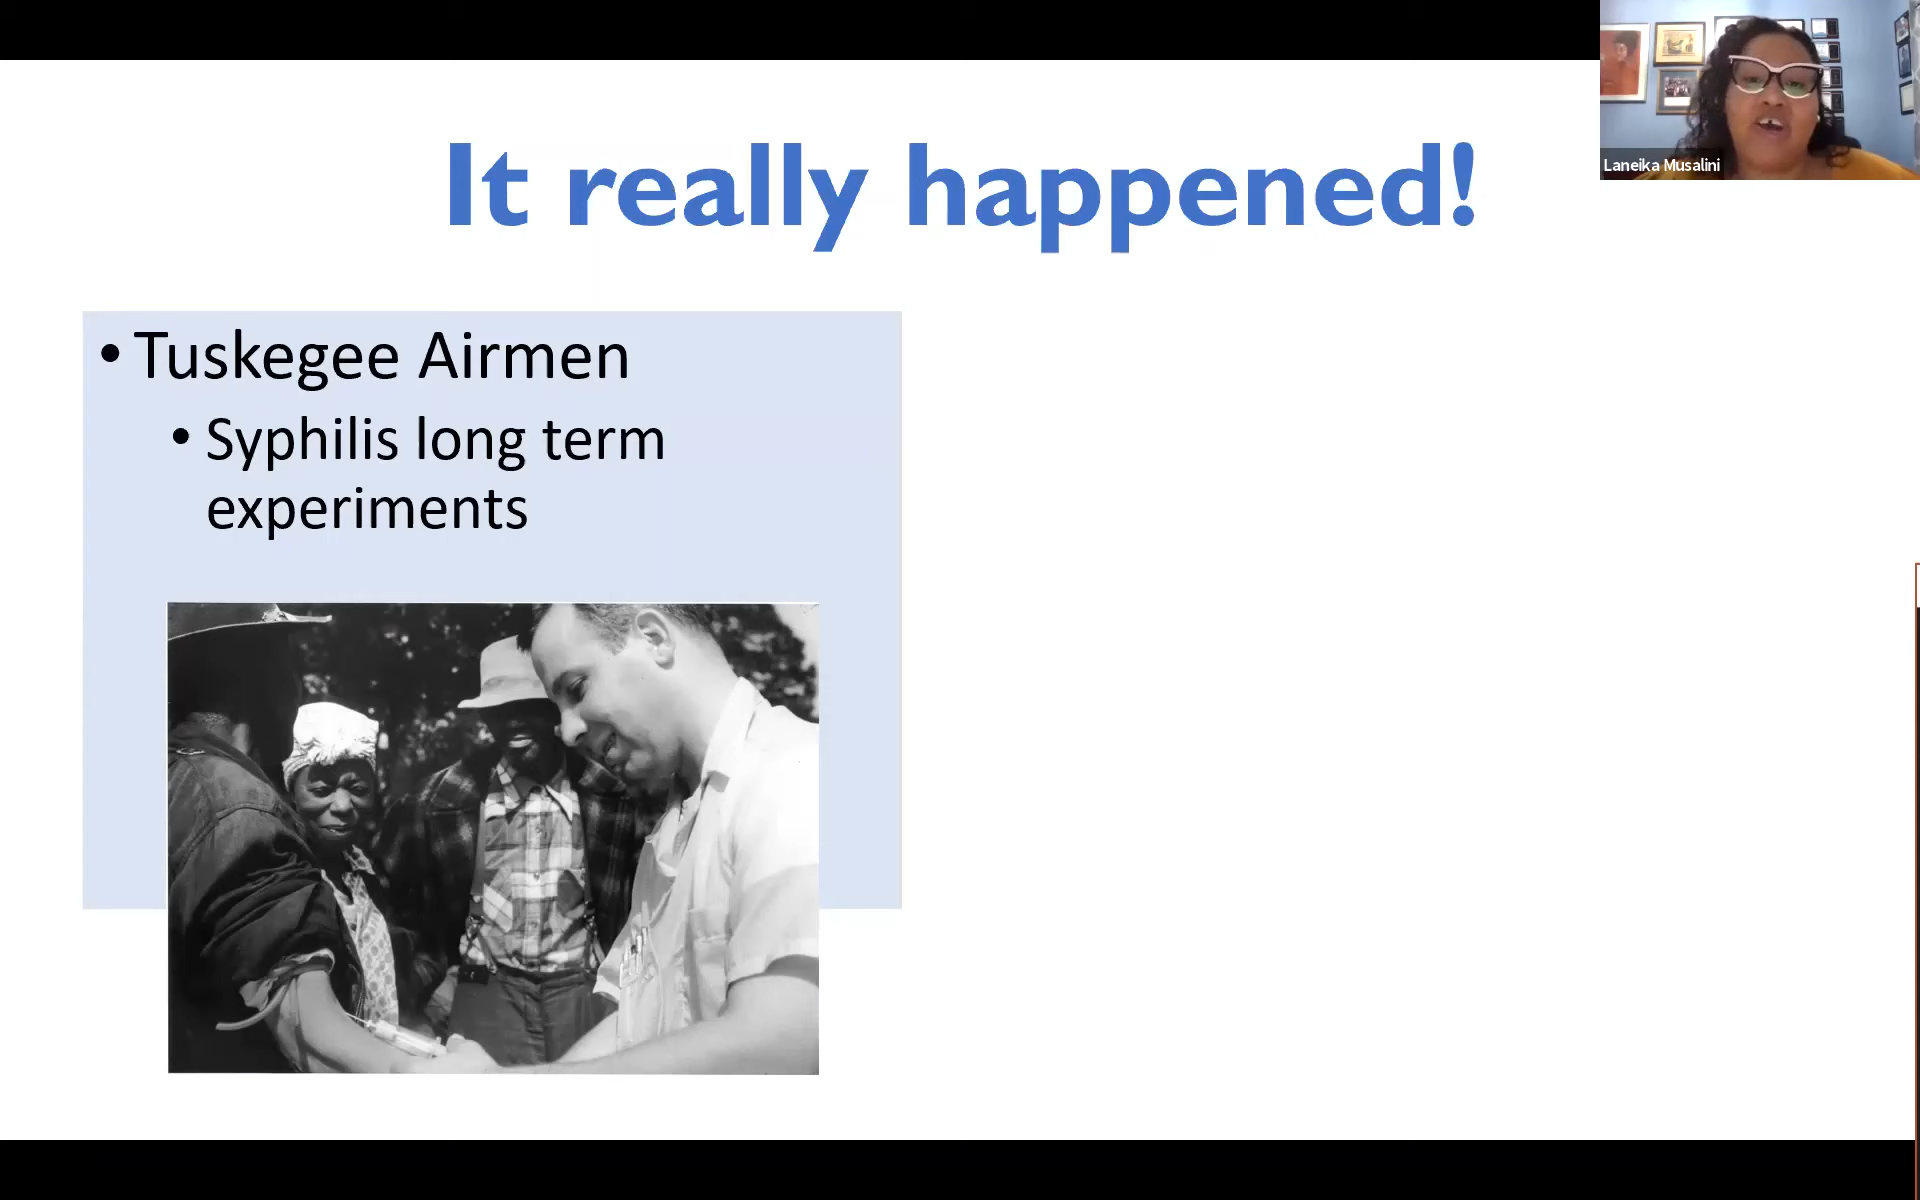 It really happened!
Laneika Musalini
• Tuskegee Airmen
• Syphilis long term
experiments